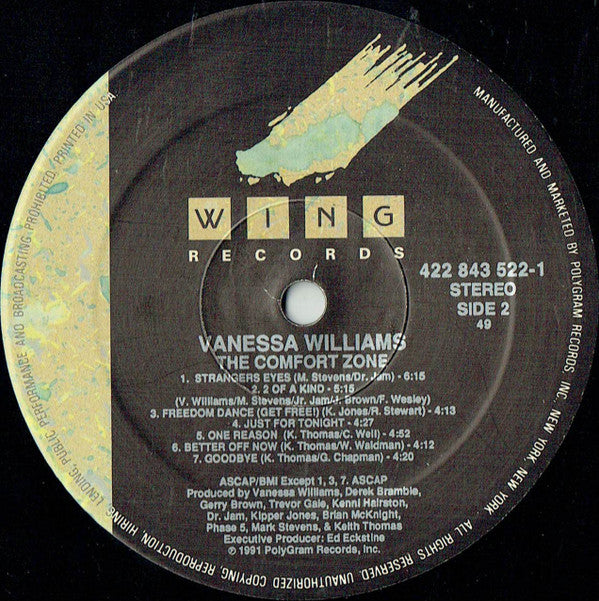 WING
RECORDS
422 843 522-1
STEREO
SIDE 2
49
VANESSA WILLIAMS
THE COMFORT ZONE
1. STRANGERS EYES (M. Stevens/Dr. Jam) - 6:15
2. 2 OF A KIND - 5:15
(V. Williams/M. Stevens/Jr. Jam/J. Brown/F. Wesley)
3. FREEDOM DANCE (GET FREE!) (K. Jones/R. Stewart) - 4:13
4. JUST FOR TONIGHT - 4:27
5. ONE REASON (K. Thomas/C. Weil) - 4:52
6. BETTER OFF NOW (K. Thomas/W. Waldman) - 4:12
7. GOODBYE (K. Thomas/G. Chapman) - 4:20
ASCAP/BMI Except 1, 3, 7. ASCAP
Produced by Vanessa Williams, Derek Bramble,
Gerry Brown, Trevor Gale, Kenni Hairston,
Dr. Jam, Kipper Jones, Brian McKnight,
Phase 5, Mark Stevens, & Keith Thomas
Executive Producer: Ed Eckstine
℗ 1991 PolyGram Records, Inc.
MANUFACTURED AND MARKETED BY POLYGRAM RECORDS, INC. NEW YORK, NEW YORK. ALL RIGHTS RESERVED. UNAUTHORIZED COPYING, REPRODUCTION, HIRING, LENDING, PUBLIC PERFORMANCE AND BROADCASTING PROHIBITED. PRINTED IN USA